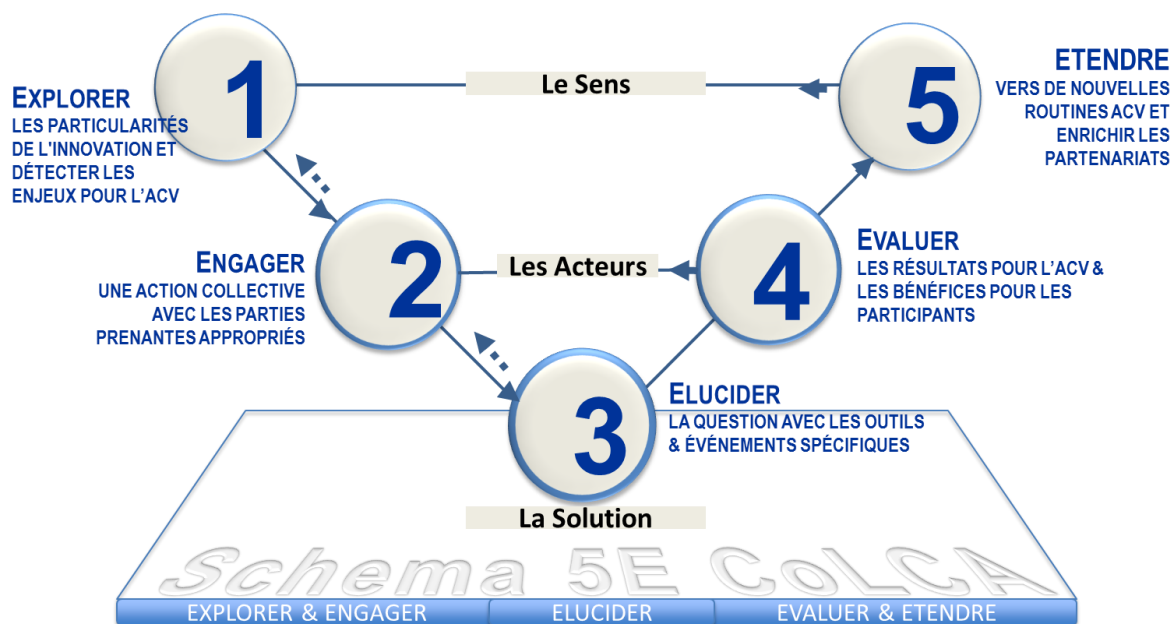 1
EXPLORER
LES PARTICULARITÉS
DE L'INNOVATION ET
DÉTECTER LES
ENJEUX POUR L'ACV
Le Sens
5
ETENDRE
VERS DE NOUVELLES
ROUTINES ACV ET
ENRICHIR LES
PARTENARIATS
2
ENGAGER
UNE ACTION COLLECTIVE
AVEC LES PARTIES
PRENANTES APPROPRIÉS
Les Acteurs
4
EVALUER
LES RÉSULTATS POUR L'ACV &
LES BÉNÉFICES POUR LES
PARTICIPANTS
3
ELUCIDER
LA QUESTION AVEC LES OUTILS
& ÉVÉNEMENTS SPÉCIFIQUES
La Solution
Schema 5E CoLCA
EXPLORER & ENGAGER
ELUCIDER
EVALUER & ETENDRE